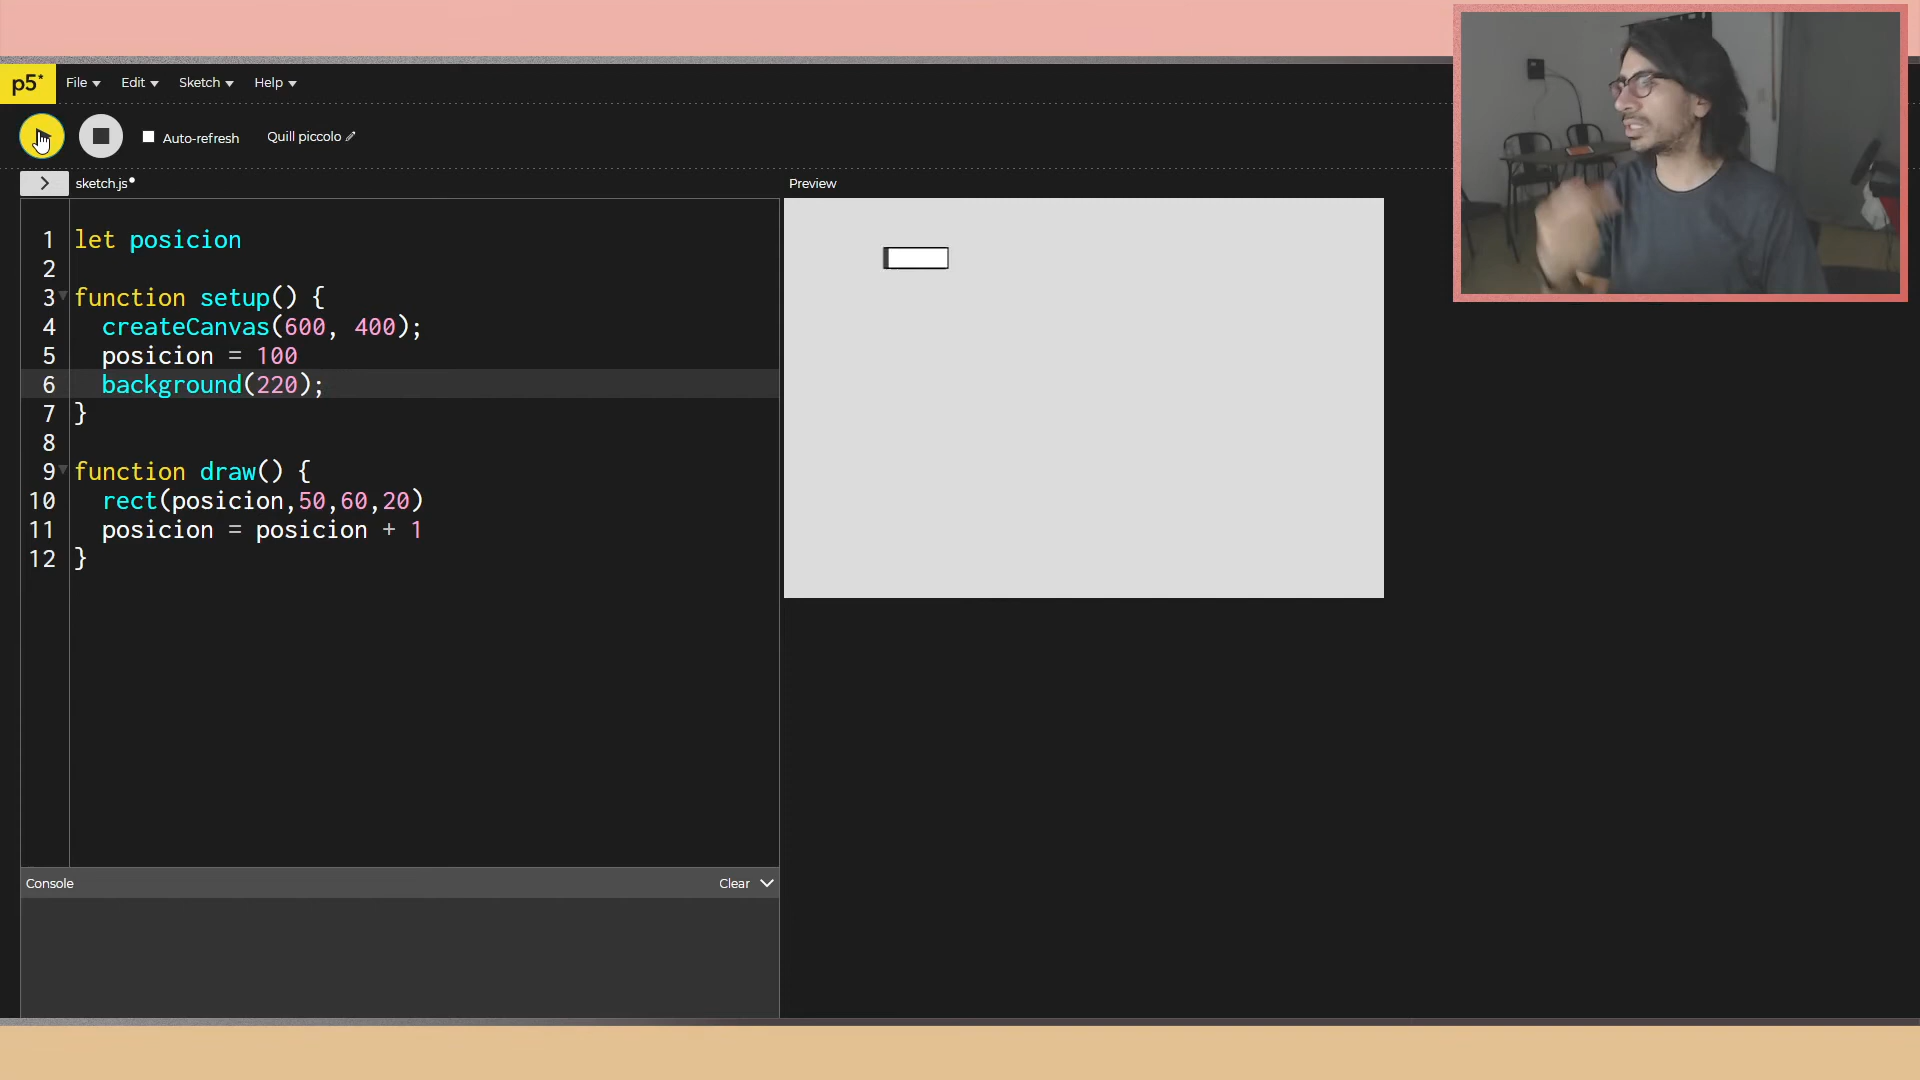 p5*
File Edit Sketch Help
Auto-refresh Quill piccolo
sketch.js
Preview
1 let posicion
2
3 function setup() {
4 createCanvas(600, 400);
5 posicion = 100
6 background(220);
7 }
8
9 function draw() {
10 rect(posicion,50,60,20)
11 posicion = posicion + 1
12 }
Console
Clear